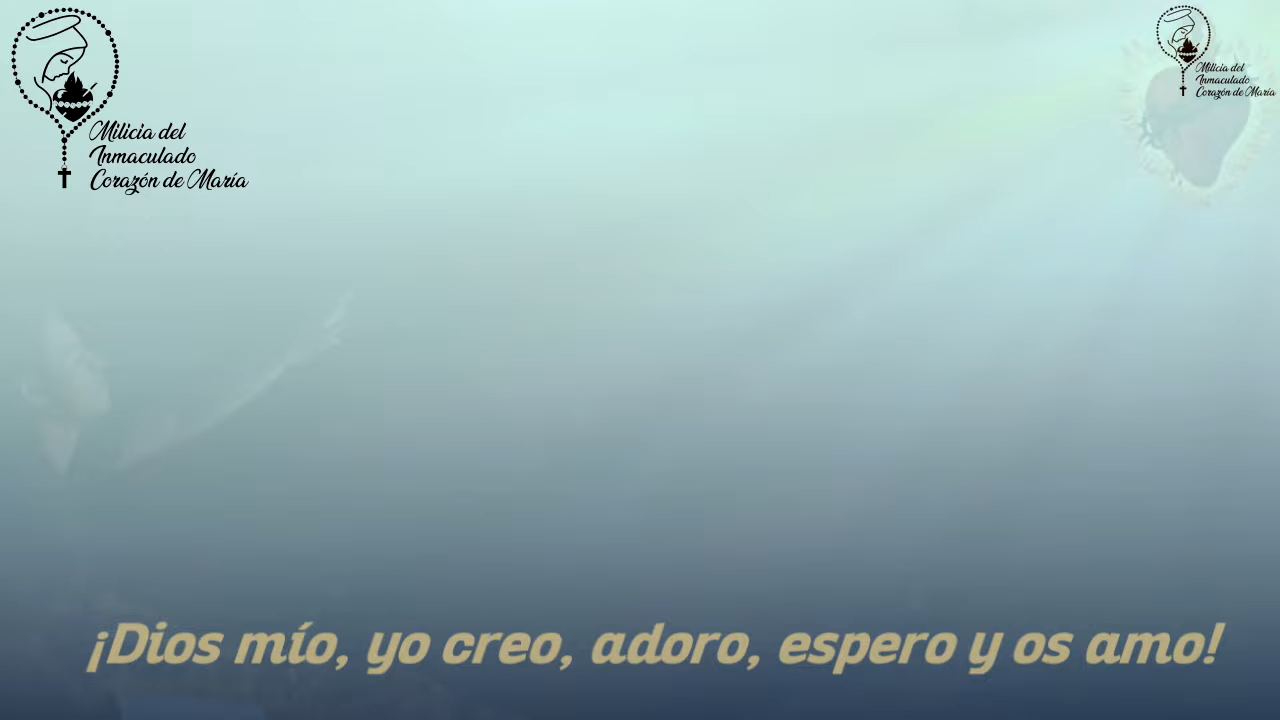 Milicia del
Inmaculado
Corazón de María
Milicia del
Inmaculado
Corazón de María
¡Dios mío, yo creo, adoro, espero y os amo!